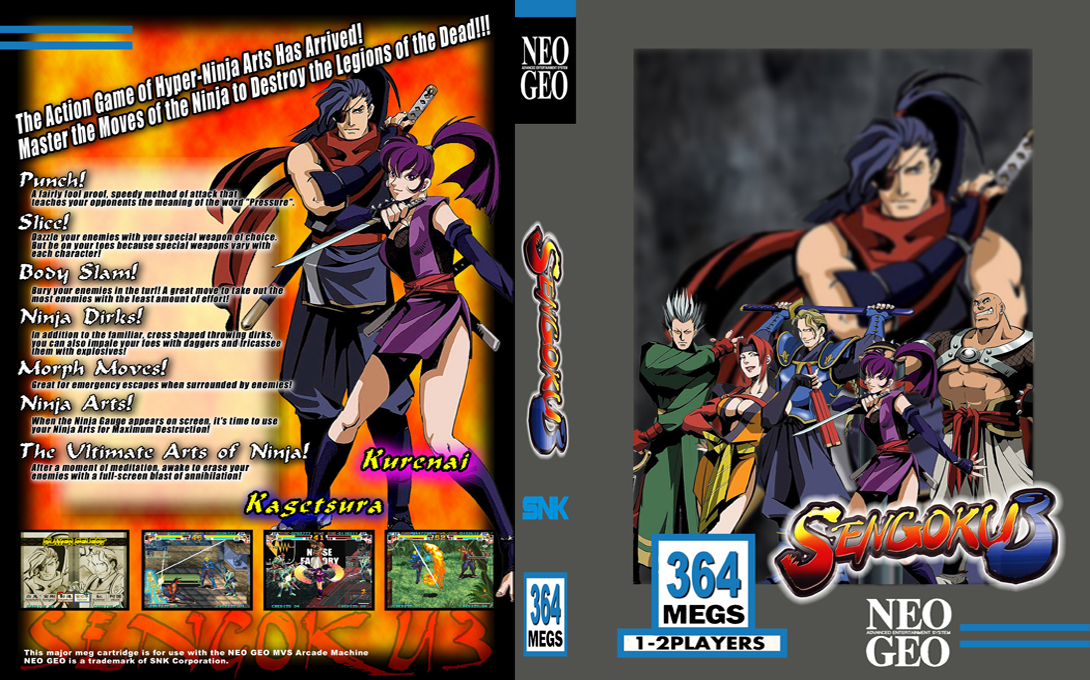 The Action Game of Hyper-Ninja Arts Has Arrived!
Master the Moves of the Ninja to Destroy the Legions of the Dead!!!
Punch!
A fairly fool proof, speedy method of attack that
teaches your opponents the meaning of the word "Pressure".
Slice!
Dazzle your enemies with your special weapon of choice.
But be on your toes because special weapons vary with
each character!
Body Slam!
Bury your enemies in the turf! A great move to take out the
most enemies with the least amount of effort!
Ninja Dirks!
In addition to the familiar, cross shaped throwing dirks,
you can also impale your foes with daggers and fricassee
them with explosives!
Morph Moves!
Great for emergency escapes when surrounded by enemies!
Ninja Arts!
When the Ninja Gauge appears on screen, it's time to use
your Ninja Arts for Maximum Destruction!
The Ultimate Arts of Ninja!
After a moment of meditation, awake to erase your
enemies with a full-screen blast of annihilation!
Kurenai
Kagetsura
SENGOKU3
This major meg cartridge is for use with the NEO GEO MVS Arcade Machine
NEO GEO is a trademark of SNK Corporation.
NEO
ADVANCED ENTERTAINMENT SYSTEM
GEO
SENGOKU 3
SNK
364
MEGS
SENGOKU 3
364
MEGS
1-2PLAYERS
NEO
ADVANCED ENTERTAINMENT SYSTEM
GEO